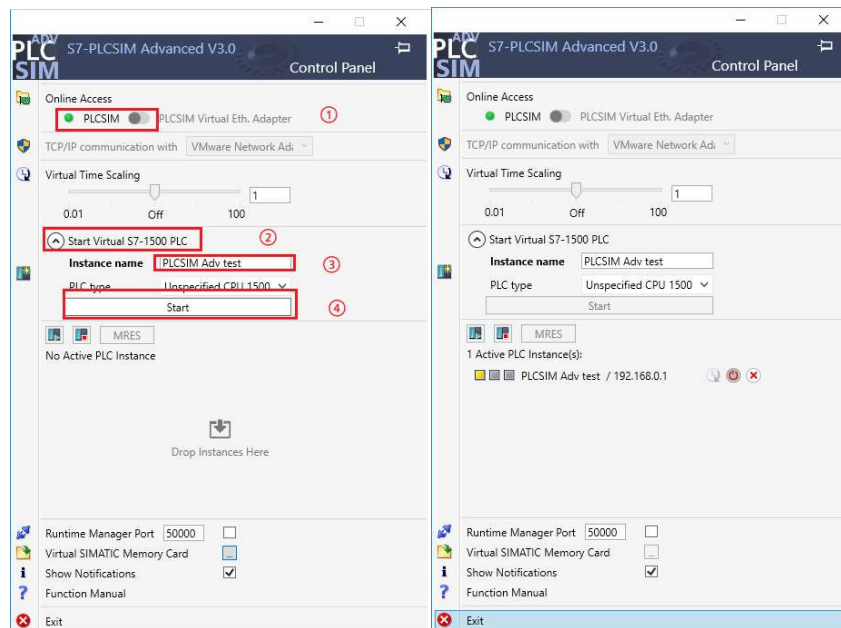 ADV
PLC
SIM
S7-PLCSIM Advanced V3.0
Control Panel
Online Access
PLCSIM PLCSIM Virtual Eth. Adapter ①
TCP/IP communication with VMware Network Ad
Virtual Time Scaling
1
0.01 Off 100
Start Virtual S7-1500 PLC ②
Instance name PLCSIM Adv test ③
PLC type Unspecified CPU 1500
Start ④
MRES
No Active PLC Instance
Drop Instances Here
Runtime Manager Port 50000
Virtual SIMATIC Memory Card ...
Show Notifications
Function Manual
Exit
ADV
PLC
SIM
S7-PLCSIM Advanced V3.0
Control Panel
Online Access
PLCSIM PLCSIM Virtual Eth. Adapter
TCP/IP communication with VMware Network Ad
Virtual Time Scaling
1
0.01 Off 100
Start Virtual S7-1500 PLC
Instance name PLCSIM Adv test
PLC type Unspecified CPU 1500
Start
MRES
1 Active PLC Instance(s):
PLCSIM Adv test / 192.168.0.1
Runtime Manager Port 50000
Virtual SIMATIC Memory Card ...
Show Notifications
Function Manual
Exit